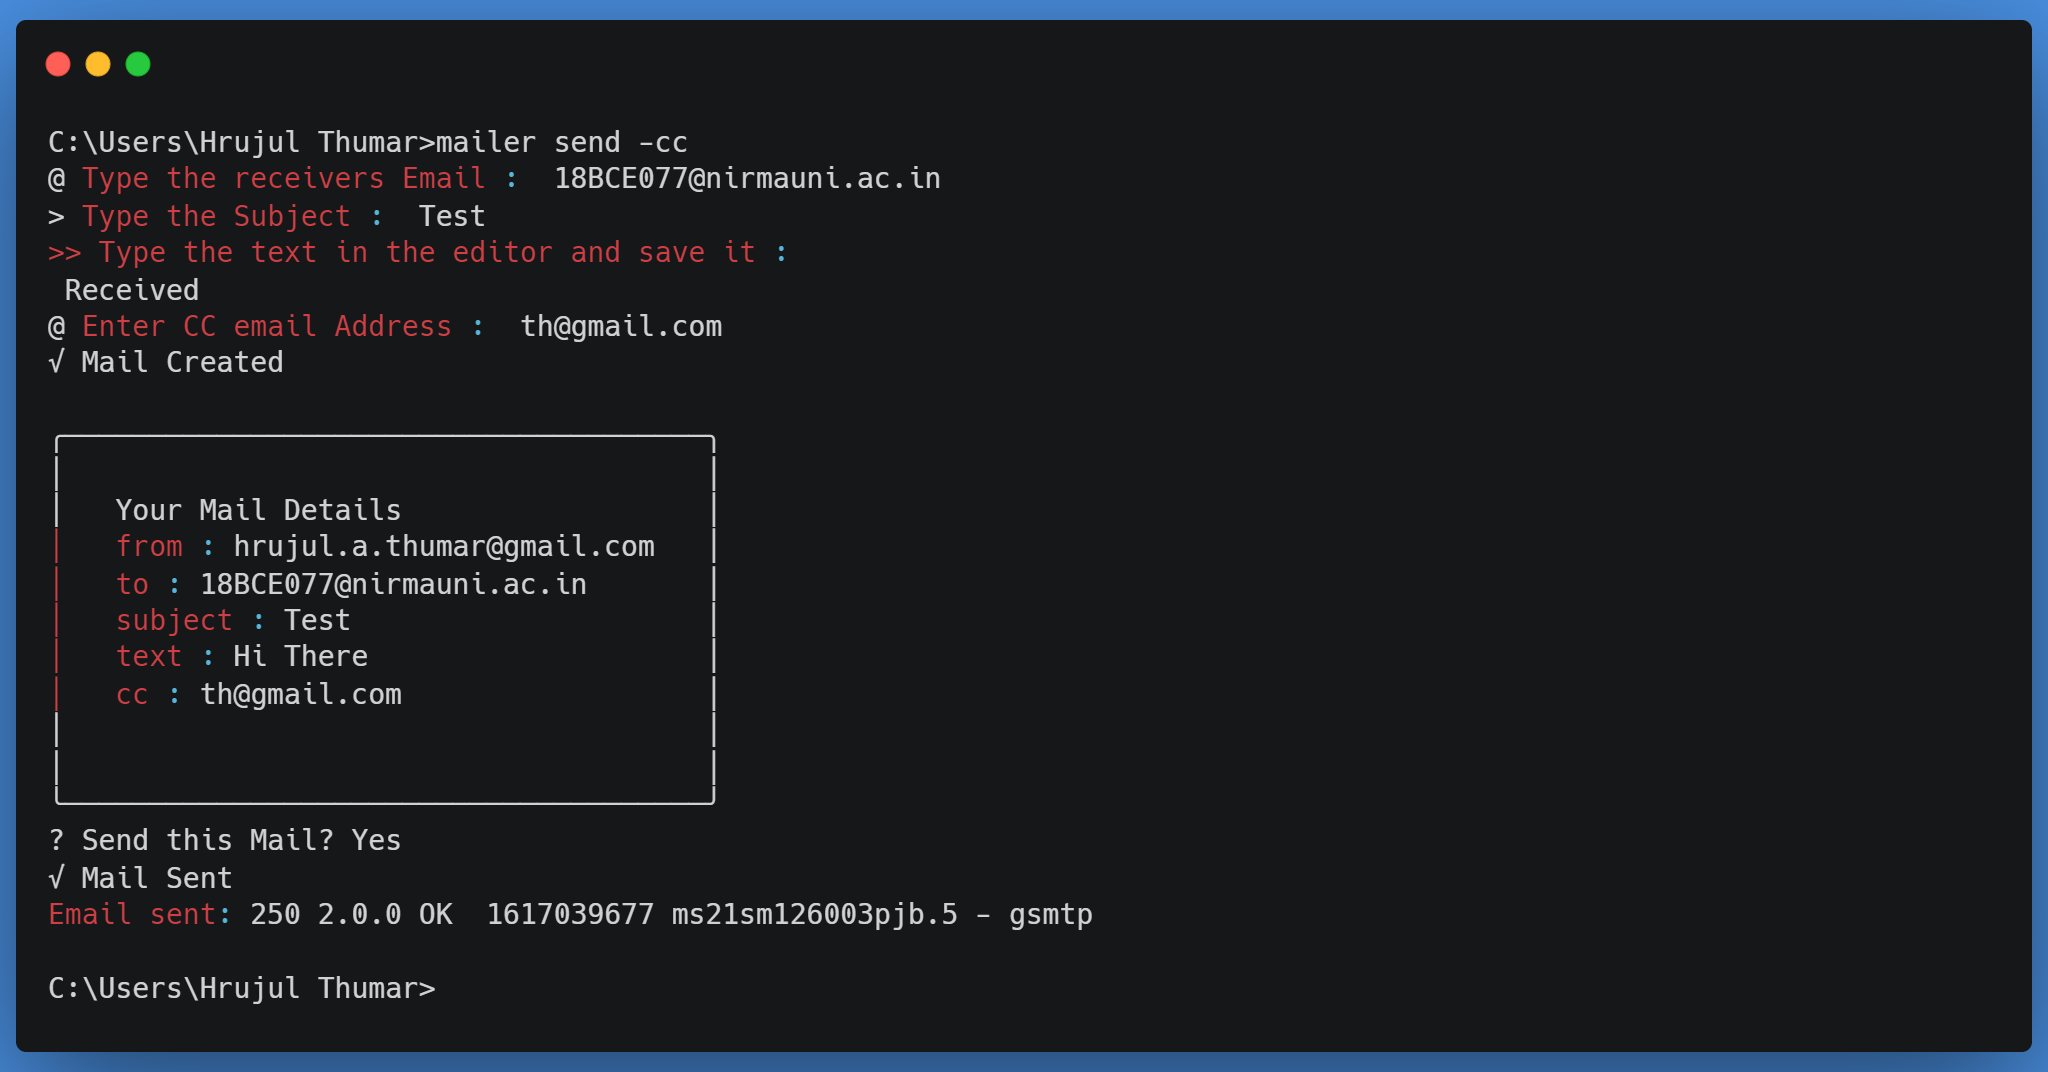 C:\Users\Hrujul Thumar>mailer send -cc
@ Type the receivers Email :  18BCE077@nirmauni.ac.in
> Type the Subject :  Test
>> Type the text in the editor and save it :
 Received
@ Enter CC email Address :  th@gmail.com
√ Mail Created
Your Mail Details
from : hrujul.a.thumar@gmail.com
to : 18BCE077@nirmauni.ac.in
subject : Test
text : Hi There
cc : th@gmail.com
? Send this Mail? Yes
√ Mail Sent
Email sent: 250 2.0.0 OK  1617039677 ms21sm126003pjb.5 - gsmtp
C:\Users\Hrujul Thumar>